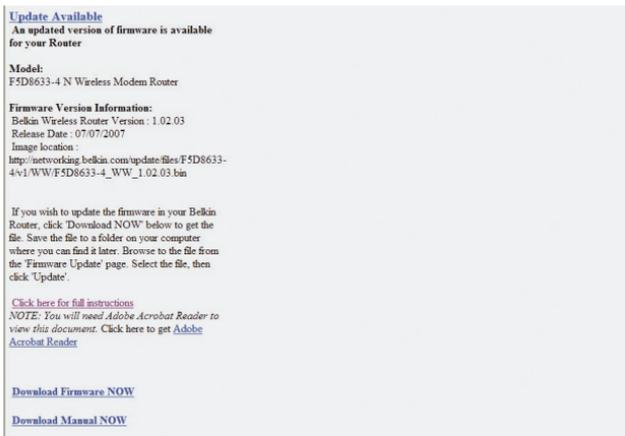 Update Available
An updated version of firmware is available
for your Router
Model:
F5D8633-4 N Wireless Modem Router
Firmware Version Information:
Belkin Wireless Router Version : 1.02.03
Release Date : 07/07/2007
Image location :
http://networking.belkin.com/update/files/F5D8633-
4/v1/WW/F5D8633-4_WW_1.02.03.bin
If you wish to update the firmware in your Belkin
Router, click 'Download NOW' below to get the
file. Save the file to a folder on your computer
where you can find it later. Browse to the file from
the 'Firmware Update' page. Select the file, then
click 'Update'.
Click here for full instructions
NOTE: You will need Adobe Acrobat Reader to
view this document. Click here to get Adobe
Acrobat Reader
Download Firmware NOW
Download Manual NOW